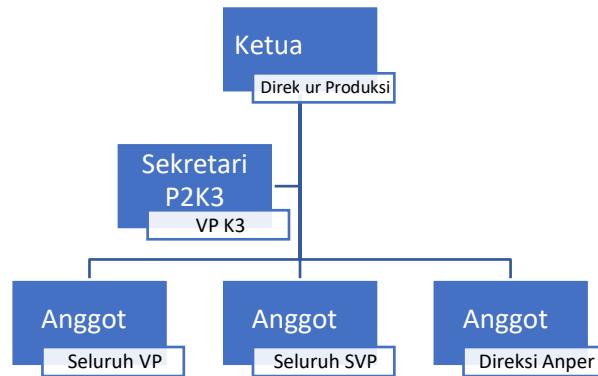 Ketua
Direk ur Produksi
Sekretari
P2K3
VP K3
Anggot
Seluruh VP
Anggot
Seluruh SVP
Anggot
Direksi Anper